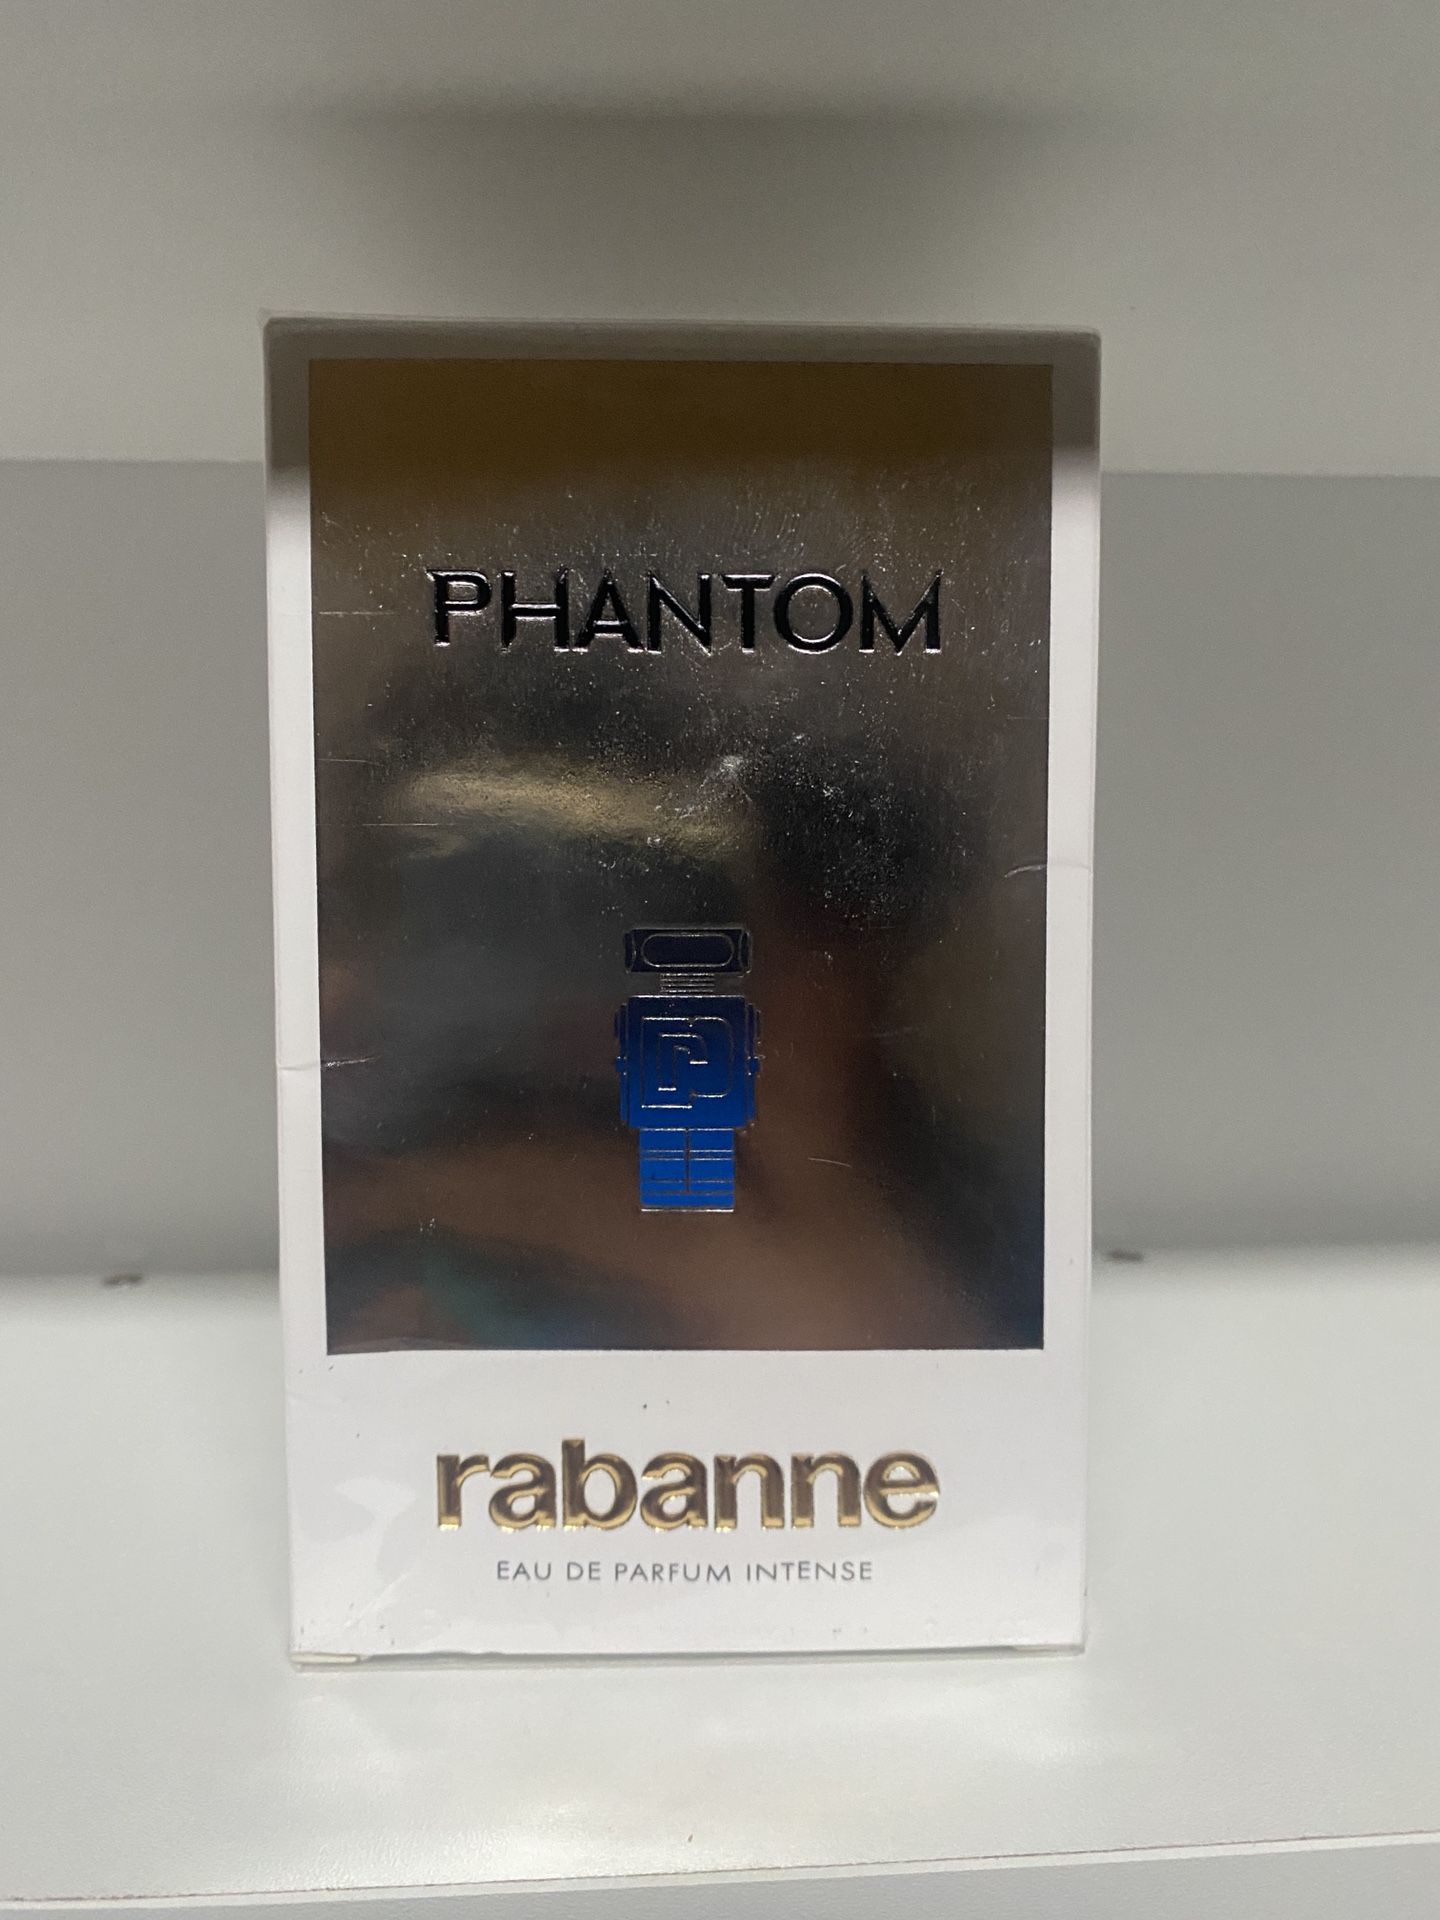 PHANTOM
rabanne
EAU DE PARFUM INTENSE